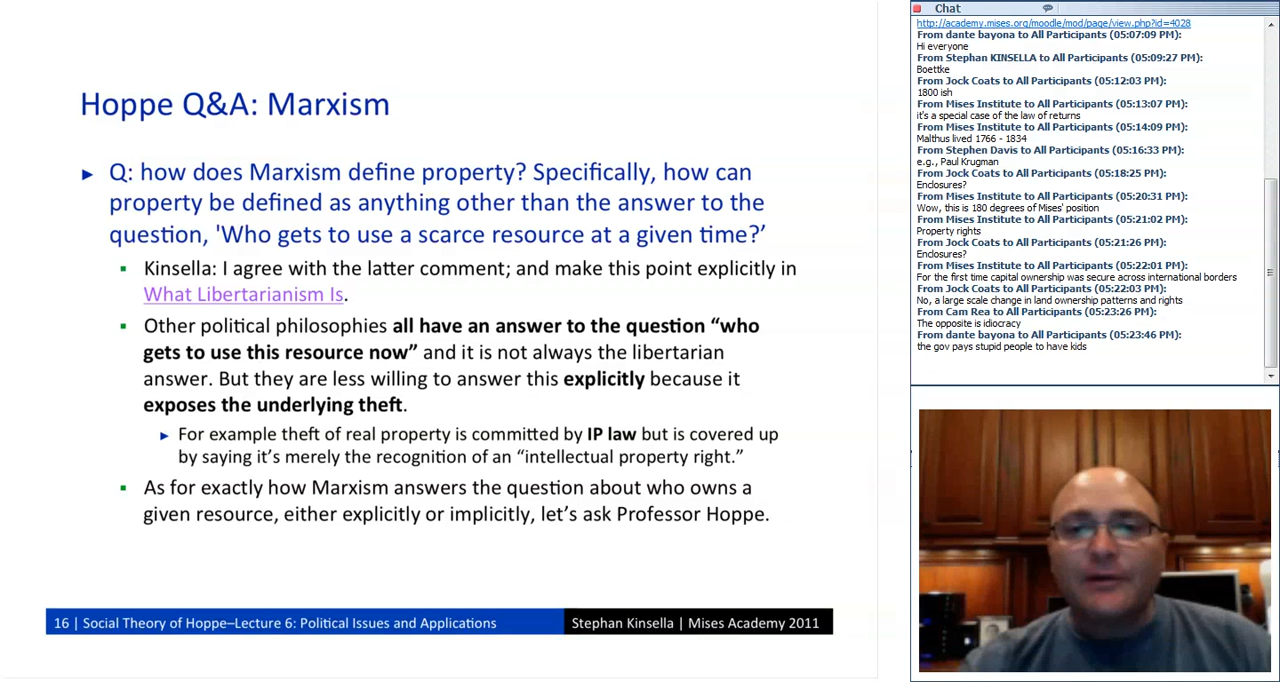 Hoppe Q&A: Marxism
► Q: how does Marxism define property? Specifically, how can
property be defined as anything other than the answer to the
question, 'Who gets to use a scarce resource at a given time?’
▪ Kinsella: I agree with the latter comment; and make this point explicitly in
What Libertarianism Is.
▪ Other political philosophies all have an answer to the question “who
gets to use this resource now” and it is not always the libertarian
answer. But they are less willing to answer this explicitly because it
exposes the underlying theft.
► For example theft of real property is committed by IP law but is covered up
by saying it’s merely the recognition of an “intellectual property right.”
▪ As for exactly how Marxism answers the question about who owns a
given resource, either explicitly or implicitly, let’s ask Professor Hoppe.
16 | Social Theory of Hoppe–Lecture 6: Political Issues and Applications
Stephan Kinsella | Mises Academy 2011
Chat
http://academy.mises.org/moodle/mod/page/view.php?id=4028
From dante bayona to All Participants (05:07:09 PM):
Hi everyone
From Stephan KINSELLA to All Participants (05:09:27 PM):
Boettke
From Jock Coats to All Participants (05:12:03 PM):
1800 ish
From Mises Institute to All Participants (05:13:07 PM):
it's a special case of the law of returns
From Mises Institute to All Participants (05:14:09 PM):
Malthus lived 1766 - 1834
From Stephen Davis to All Participants (05:16:33 PM):
e.g., Paul Krugman
From Jock Coats to All Participants (05:18:25 PM):
Enclosures?
From Mises Institute to All Participants (05:20:31 PM):
Wow, this is 180 degrees of Mises' position
From Mises Institute to All Participants (05:21:02 PM):
Property rights
From Jock Coats to All Participants (05:21:26 PM):
Enclosures?
From Mises Institute to All Participants (05:22:01 PM):
For the first time capital ownership was secure across international borders
From Jock Coats to All Participants (05:22:03 PM):
No, a large scale change in land ownership patterns and rights
From Cam Rea to All Participants (05:23:26 PM):
The opposite is idiocracy
From dante bayona to All Participants (05:23:46 PM):
the gov pays stupid people to have kids